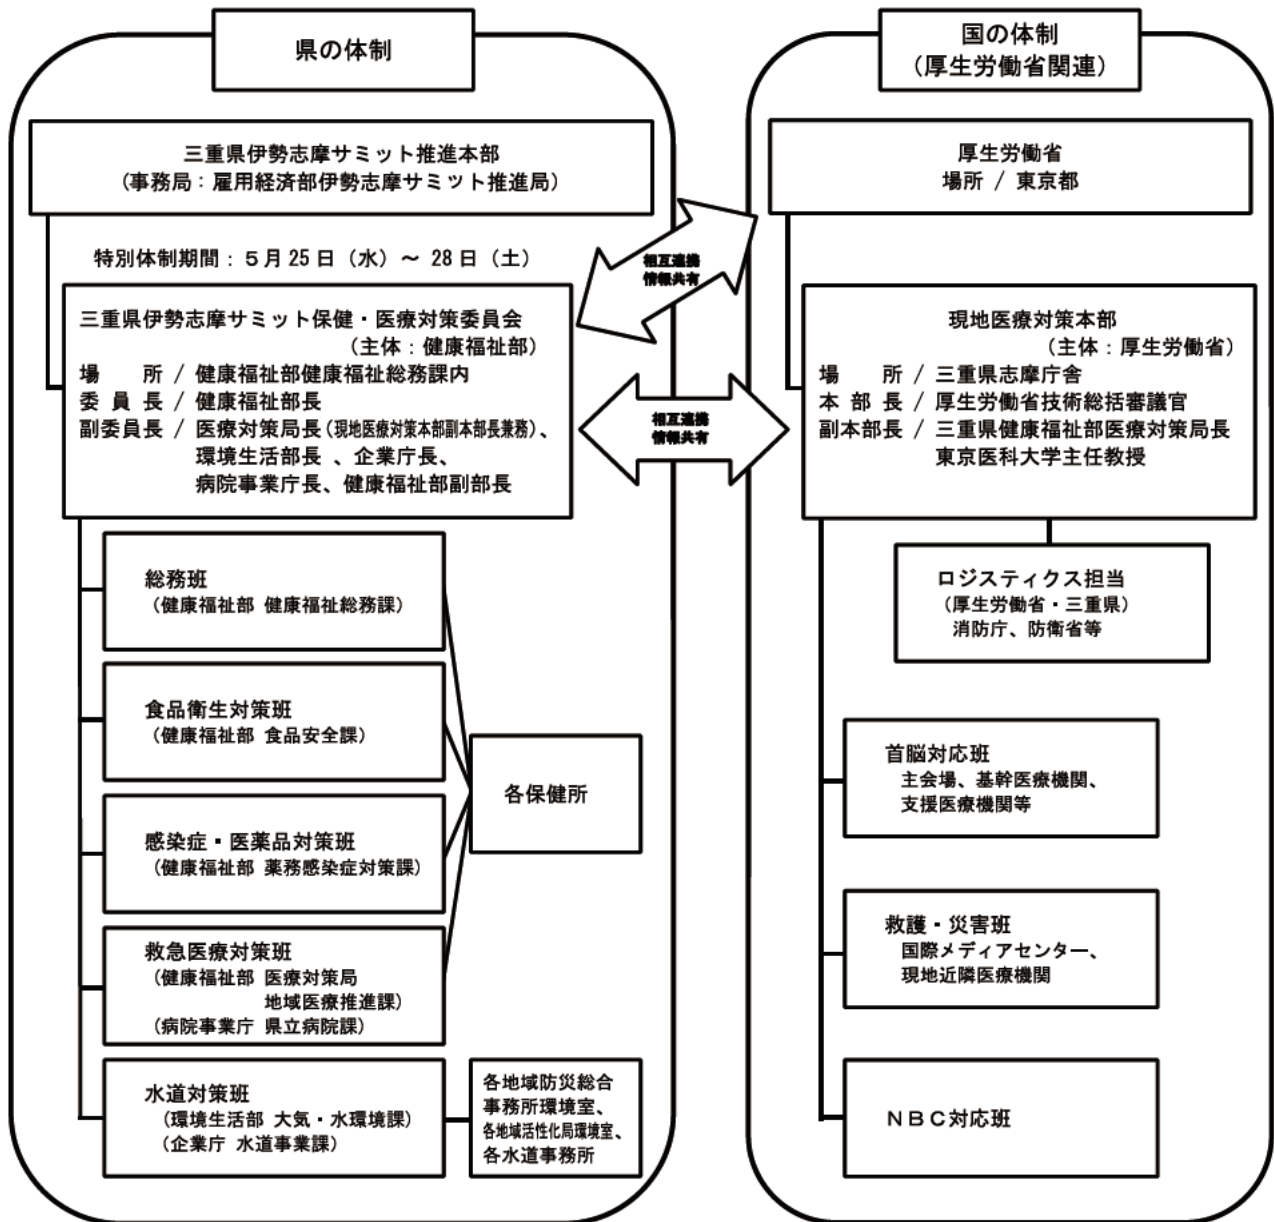 県の体制
三重県伊勢志摩サミット推進本部
(事務局:雇用経済部伊勢志摩サミット推進局)
特別体制期間:5月25日(水)~ 28日(土)
三重県伊勢志摩サミット保健・医療対策委員会
(主体:健康福祉部)
場 所 / 健康福祉部健康福祉総務課内
委 員 長 / 健康福祉部長
副委員長 / 医療対策局長(現地医療対策本部副本部長兼務)、
環境生活部長 、企業庁長、
病院事業庁長、健康福祉部副部長
総務班
(健康福祉部 健康福祉総務課)
食品衛生対策班
(健康福祉部 食品安全課)
感染症・医薬品対策班
(健康福祉部 薬務感染症対策課)
救急医療対策班
(健康福祉部 医療対策局
地域医療推進課)
(病院事業庁 県立病院課)
各保健所
水道対策班
(環境生活部 大気・水環境課)
(企業庁 水道事業課)
各地域防災総合
事務所環境室、
各地域活性化局環境室、
各水道事務所
相互連携
情報共有
相互連携
情報共有
国の体制
(厚生労働省関連)
厚生労働省
場所 / 東京都
現地医療対策本部
(主体:厚生労働省)
場 所 / 三重県志摩庁舎
本 部 長 / 厚生労働省技術総括審議官
副本部長 / 三重県健康福祉部医療対策局長
東京医科大学主任教授
ロジスティクス担当
(厚生労働省・三重県)
消防庁、防衛省等
首脳対応班
主会場、基幹医療機関、
支援医療機関等
救護・災害班
国際メディアセンター、
現地近隣医療機関
NBC対応班